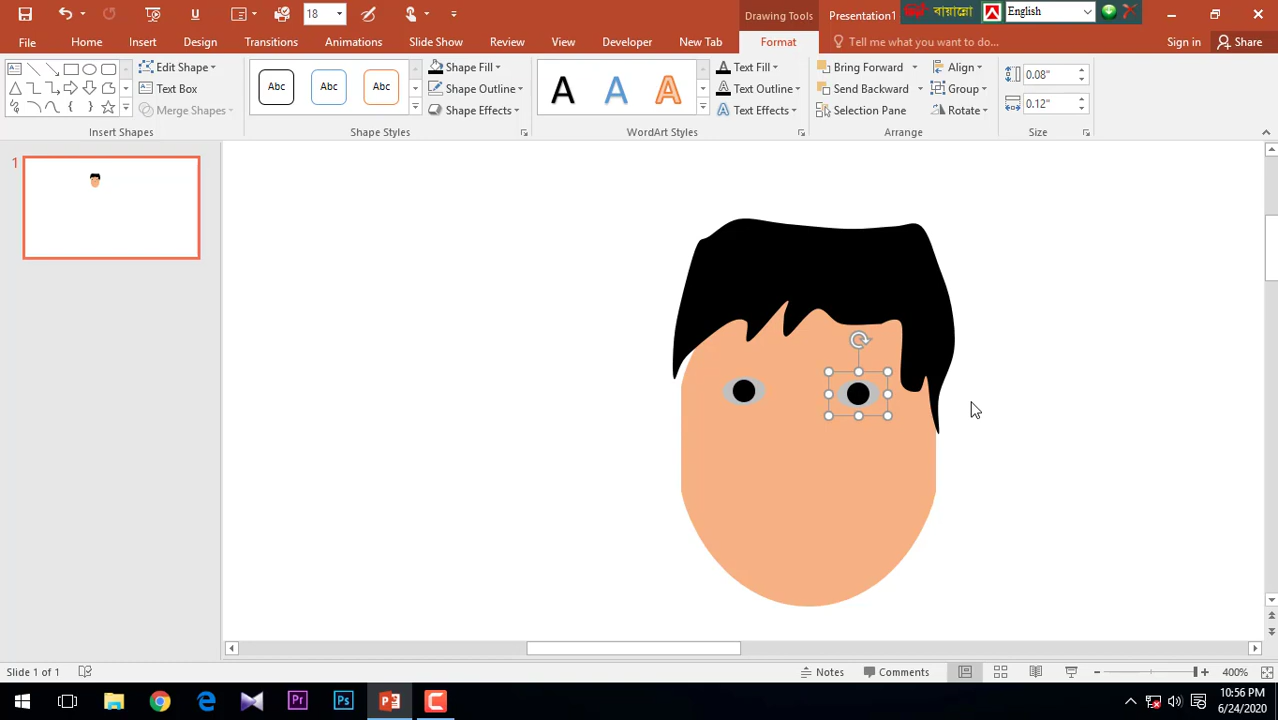 18
Drawing Tools
Presentation1
বায়ান্নো
English
File
Home
Insert
Design
Transitions
Animations
Slide Show
Review
View
Developer
New Tab
Format
Tell me what you want to do...
Sign in
Share
Edit Shape
Text Box
Merge Shapes
Insert Shapes
Abc
Abc
Abc
Shape Fill
Shape Outline
Shape Effects
Shape Styles
A
A
A
Text Fill
Text Outline
Text Effects
WordArt Styles
Bring Forward
Send Backward
Selection Pane
Align
Group
Rotate
Arrange
0.08"
0.12"
Size
1
Slide 1 of 1
Notes
Comments
400%
Pr
Ps
10:56 PM
6/24/2020